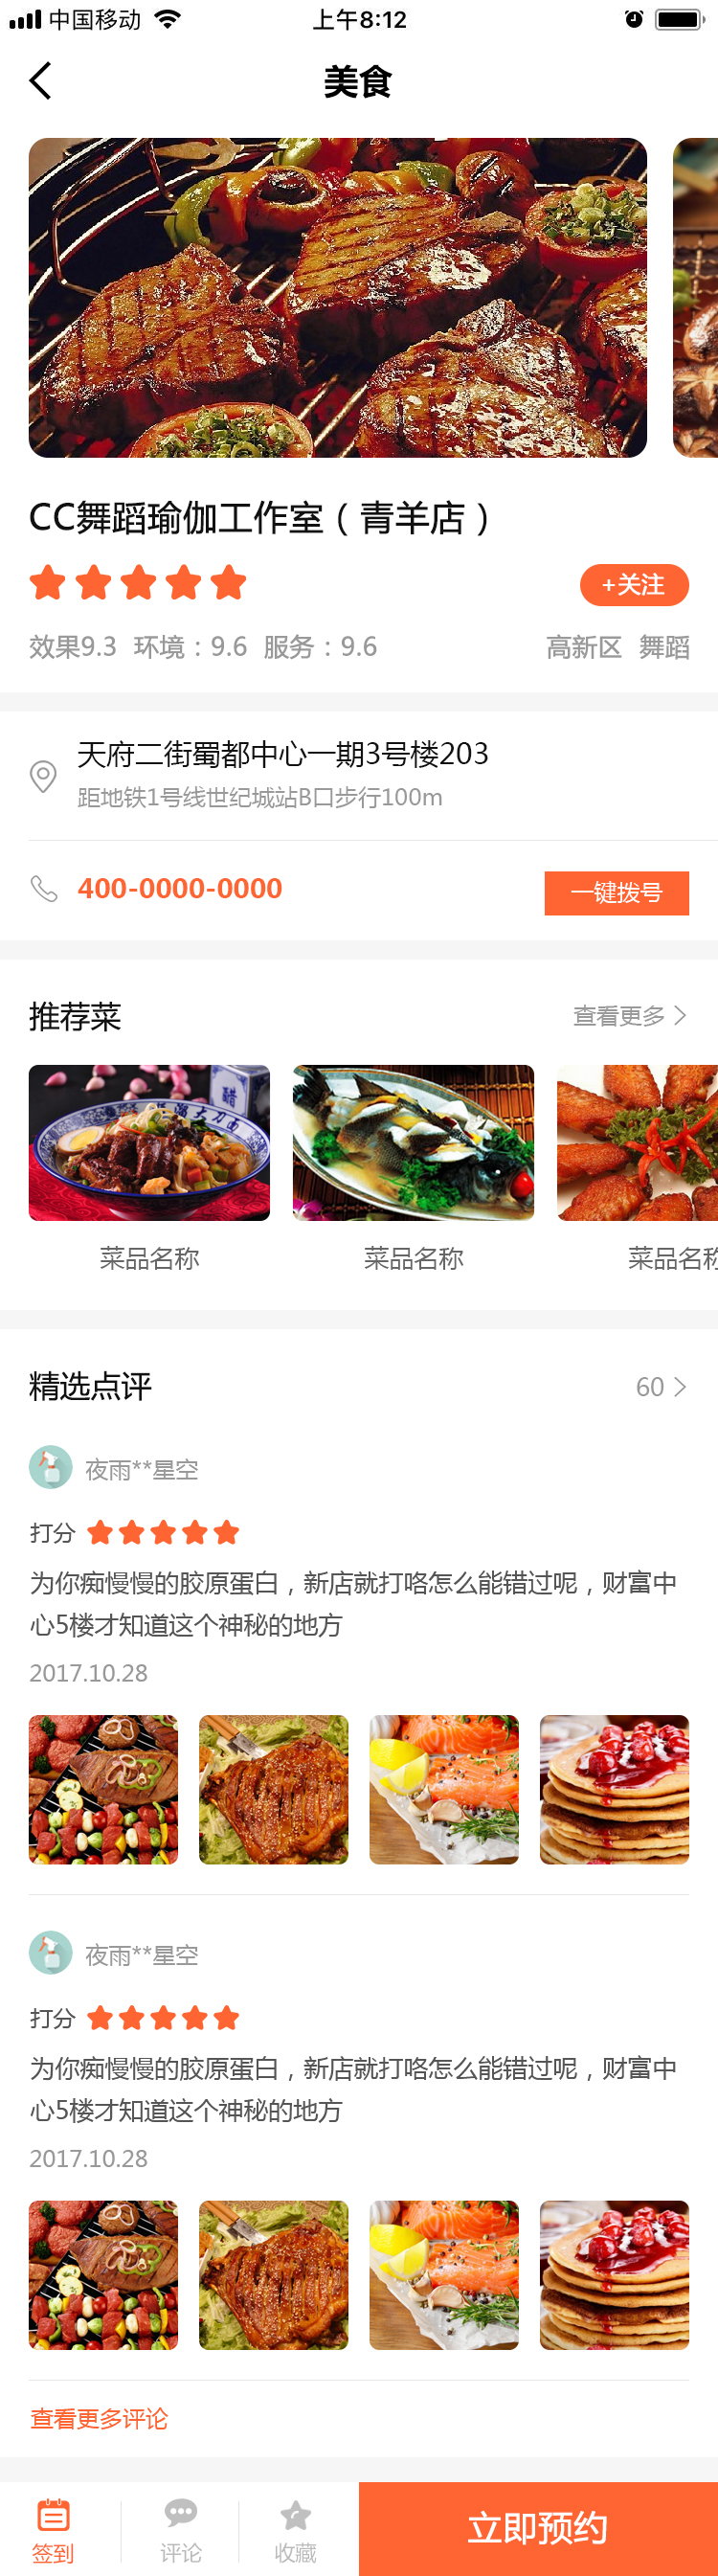 中国移动
上午8:12
美食
CC舞蹈瑜伽工作室（青羊店）
+关注
效果9.3 环境：9.6 服务：9.6
高新区 舞蹈
天府二街蜀都中心一期3号楼203
距地铁1号线世纪城站B口步行100m
400-0000-0000
一键拨号
推荐菜
查看更多
醋
菜品名称
菜品名称
菜品名称
精选点评
60
夜雨**星空
打分
为你痴慢慢的胶原蛋白，新店就打咯怎么能错过呢，财富中
心5楼才知道这个神秘的地方
2017.10.28
夜雨**星空
打分
为你痴慢慢的胶原蛋白，新店就打咯怎么能错过呢，财富中
心5楼才知道这个神秘的地方
2017.10.28
查看更多评论
签到
评论
收藏
立即预约